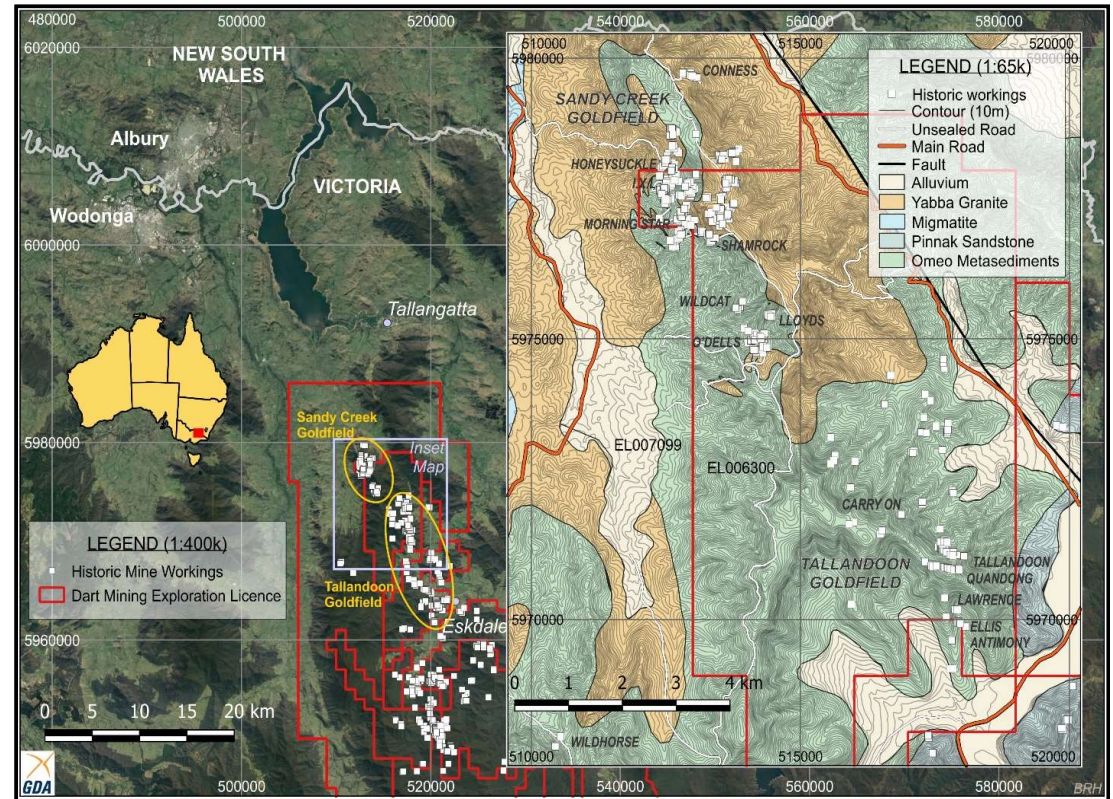 480000
500000
520000
540000
560000
580000
6020000
NEW SOUTH
WALES
Albury
VICTORIA
Wodonga
6000000
Tallangatta
5980000
Sandy Creek
Goldfield
Inset
Map
LEGEND (1:400k)
Historic Mine Workings
Dart Mining Exploration Licence
Tallandoon
Goldfield
Eskdale
5960000
0 5 10 15 20 km
GDA
500000
520000
540000
560000
580000
510000
515000
520000
5980000
5980000
CONNESS
SANDY CREEK
GOLDFIELD
HONEYSUCKLE
MORNING STAR
SHAMROCK
LEGEND (1:65k)
Historic workings
Contour (10m)
Unsealed Road
Main Road
Fault
Alluvium
Yabba Granite
Migmatite
Pinnak Sandstone
Omeo Metasediments
WILDCAT
LLOYDS
O'DELLS
5975000
5975000
EL007099
EL006300
CARRY ON
TALLANDOON
GOLDFIELD
TALLANDOON
QUANDONG
LAWRENCE
5970000
5970000
ELLIS
ANTIMONY
0 1 2 3 4 km
WILDHORSE
510000
515000
520000
BRH